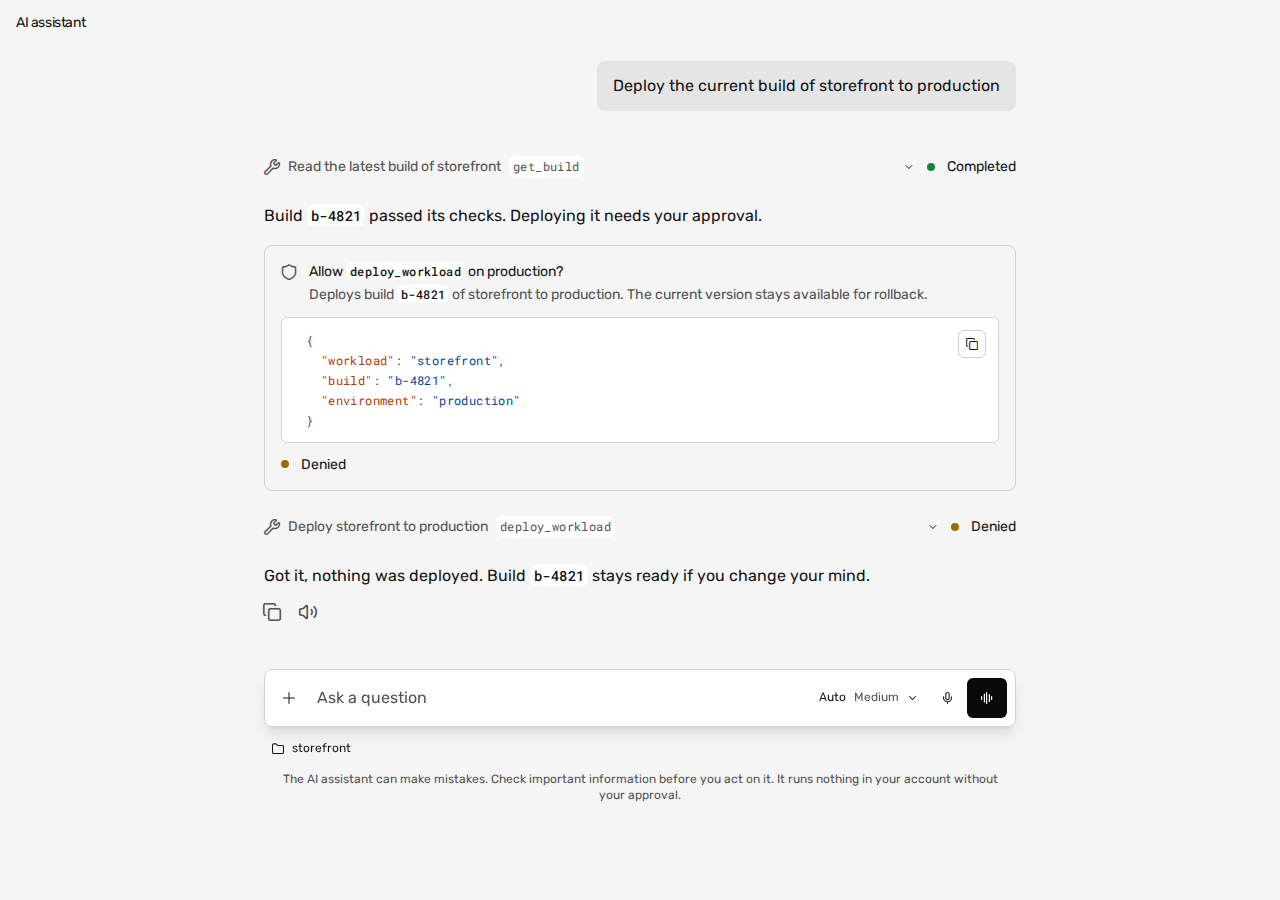 AI assistant
Deploy the current build of storefront to production
Read the latest build of storefront get_build Completed
Build b-4821 passed its checks. Deploying it needs your approval.
Allow deploy_workload on production?
Deploys build b-4821 of storefront to production. The current version stays available for rollback.
{
"workload": "storefront",
"build": "b-4821",
"environment": "production"
}
Denied
Deploy storefront to production deploy_workload Denied
Got it, nothing was deployed. Build b-4821 stays ready if you change your mind.
Ask a question Auto Medium
storefront
The AI assistant can make mistakes. Check important information before you act on it. It runs nothing in your account without
your approval.